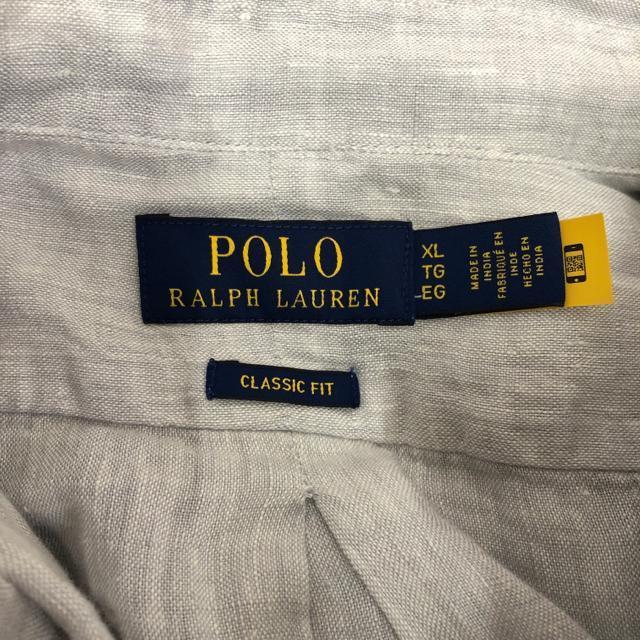 POLO
RALPH LAUREN
XL
TG
EG
MADE IN
INDIA
FABRIQUÉ EN
INDE
HECHO EN
INDIA
CLASSIC FIT